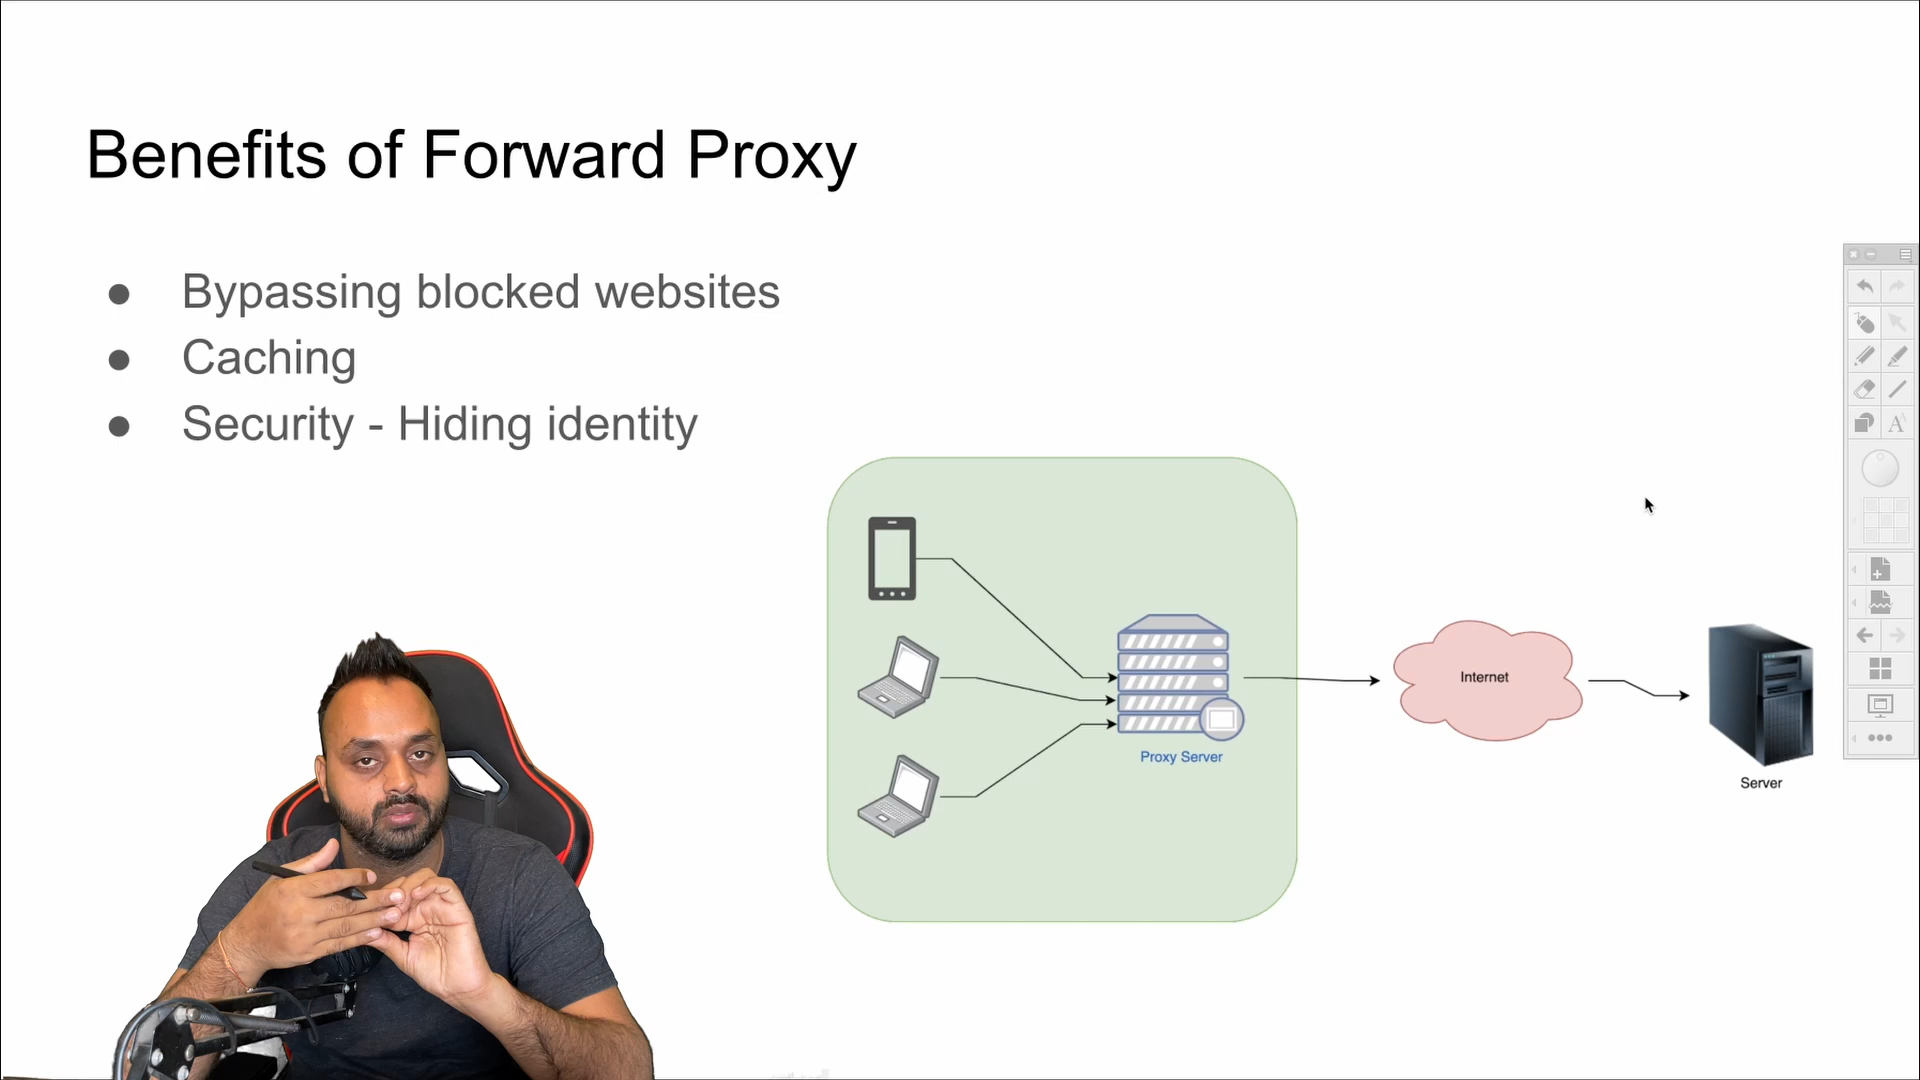 Benefits of Forward Proxy
● Bypassing blocked websites
● Caching
● Security - Hiding identity
Internet
Proxy Server
Server